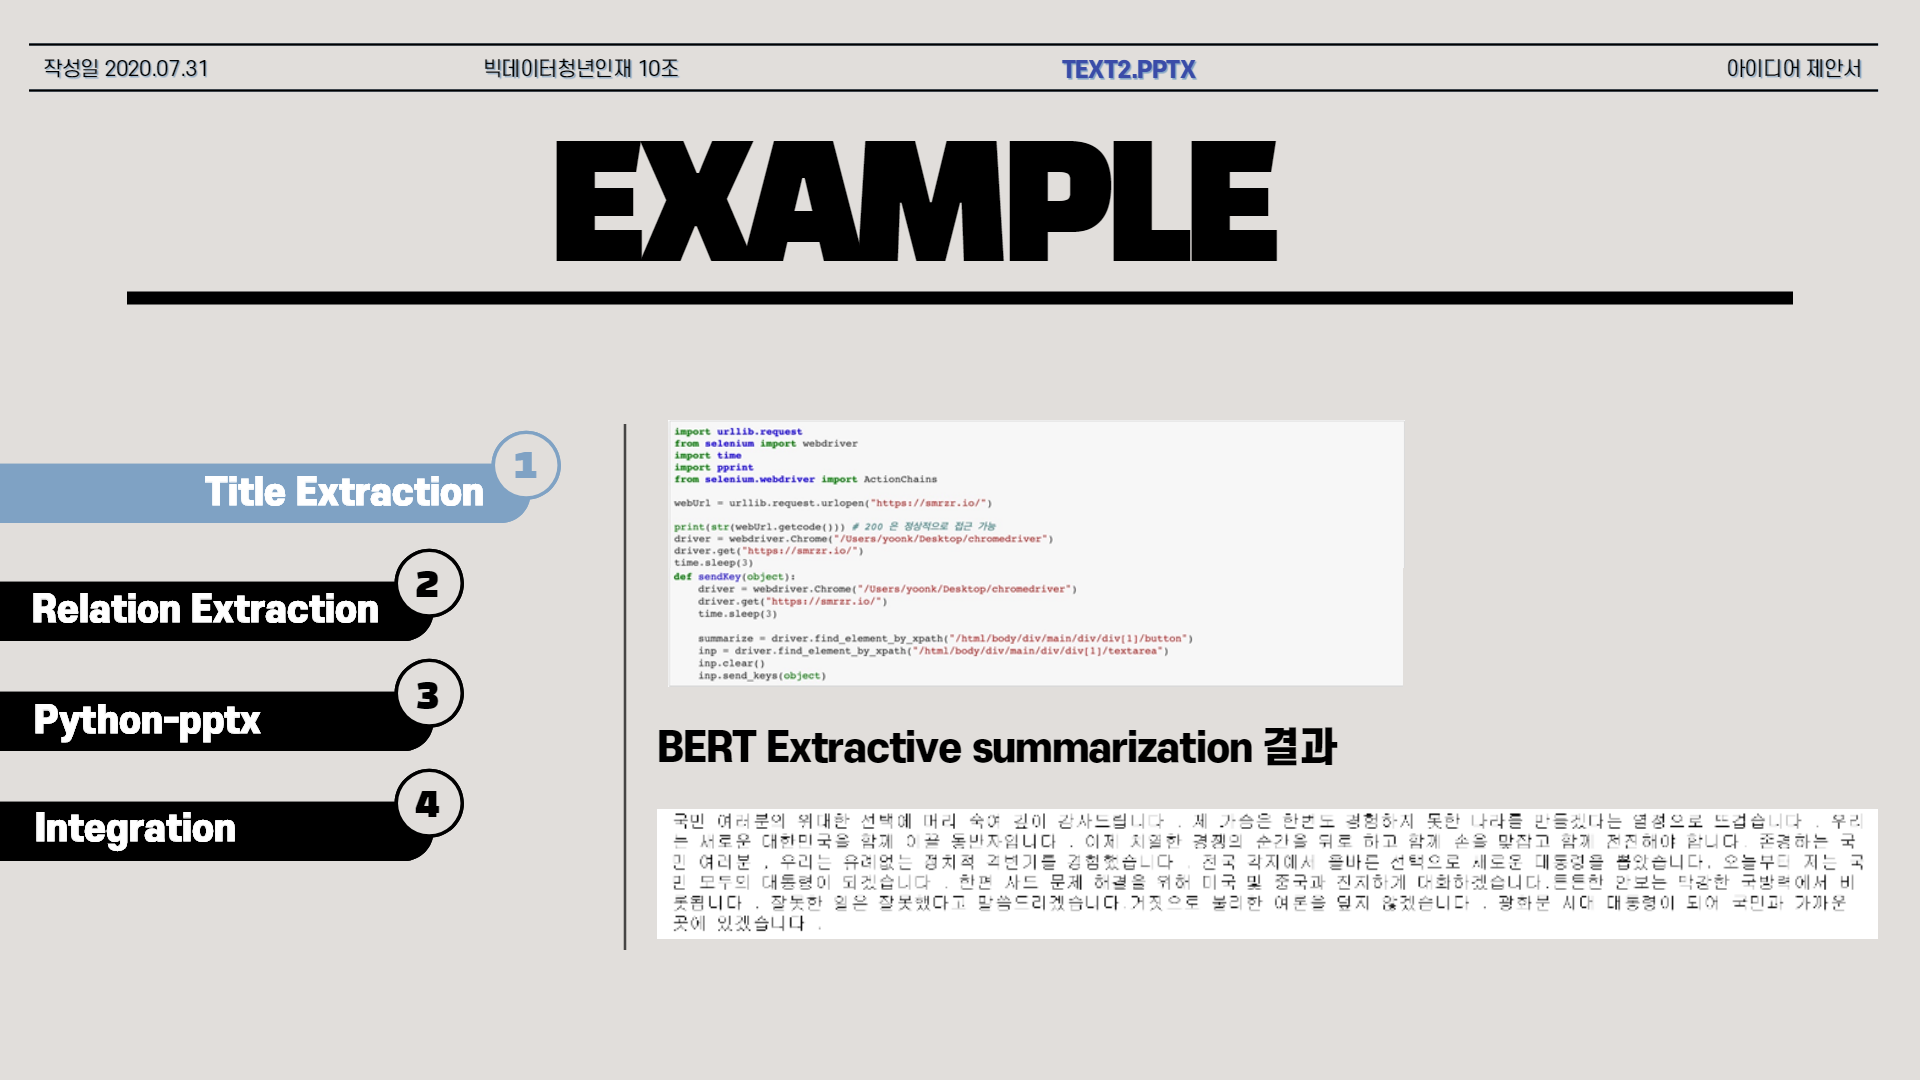 작성일 2020.07.31
빅데이터청년인재 10조
TEXT2.PPTX
아이디어 제안서
EXAMPLE
1
Title Extraction
2
Relation Extraction
3
Python-pptx
4
Integration
import urllib.request
from selenium import webdriver
import time
import pprint
from selenium.webdriver import ActionChains
webUrl = urllib.request.urlopen("https://smrzr.io/")
print(str(webUrl.getcode())) # 200 은 정상적으로 접근 가능
driver = webdriver.Chrome("/Users/yoonk/Desktop/chromedriver")
driver.get("https://smrzr.io/")
time.sleep(3)
def sendKey(object):
driver = webdriver.Chrome("/Users/yoonk/Desktop/chromedriver")
driver.get("https://smrzr.io/")
time.sleep(3)
summarize = driver.find_element_by_xpath("/html/body/div/main/div/div[1]/button")
inp = driver.find_element_by_xpath("/html/body/div/main/div/div[1]/textarea")
inp.clear()
inp.send_keys(object)
BERT Extractive summarization 결과
국민 여러분의 위대한 선택에 머리 숙여 깊이 감사드립니다 . 제 가슴은 한번도 경험하지 못한 나라를 만들겠다는 열정으로 뜨겁습니다 . 우리
는 새로운 대한민국을 함께 이끌 동반자입니다 . 이제 치열한 경쟁의 순간을 뒤로 하고 함께 손을 맞잡고 함께 전진해야 합니다. 존경하는 국
민 여러분 , 우리는 유례없는 정치적 격변기를 경험했습니다 . 전국 각지에서 올바른 선택으로 새로운 대통령을 뽑았습니다. 오늘부터 저는 국
민 모두의 대통령이 되겠습니다 . 한편 사드 문제 해결을 위해 미국 및 중국과 진지하게 대화하겠습니다.튼튼한 안보는 막강한 국방력에서 비
롯됩니다 . 잘못한 일은 잘못했다고 말씀드리겠습니다.거짓으로 불리한 여론을 덮지 않겠습니다 . 광화문 시대 대통령이 되어 국민과 가까운
곳에 있겠습니다 .